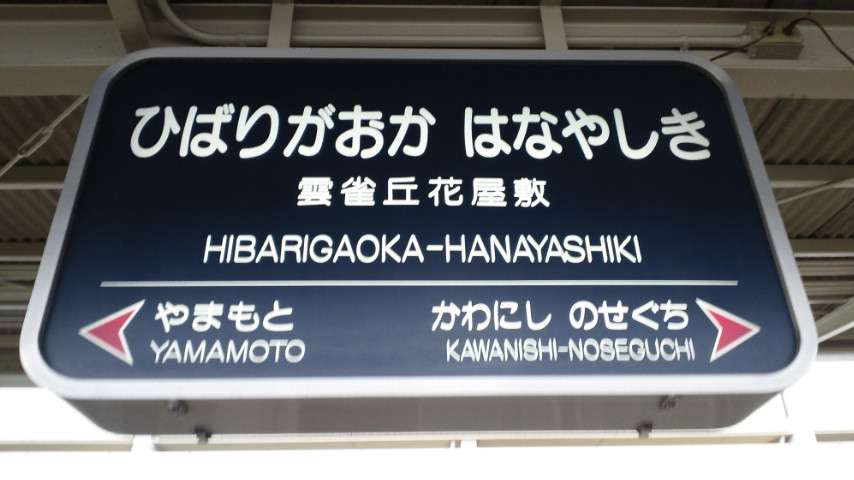 ひばりがおか はなやしき
雲雀丘花屋敷
HIBARIGAOKA-HANAYASHIKI
やまもと
YAMAMOTO
かわにし のせぐち
KAWANISHI-NOSEGUCHI